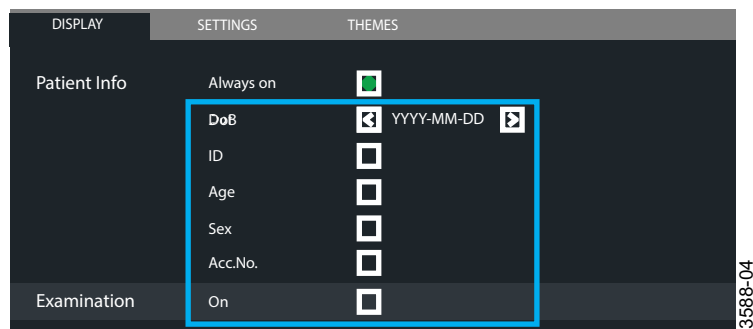 DISPLAY SETTINGS THEMES
Patient Info Always on
DoB YYYY-MM-DD
ID
Age
Sex
Acc.No.
Examination On
3588-04